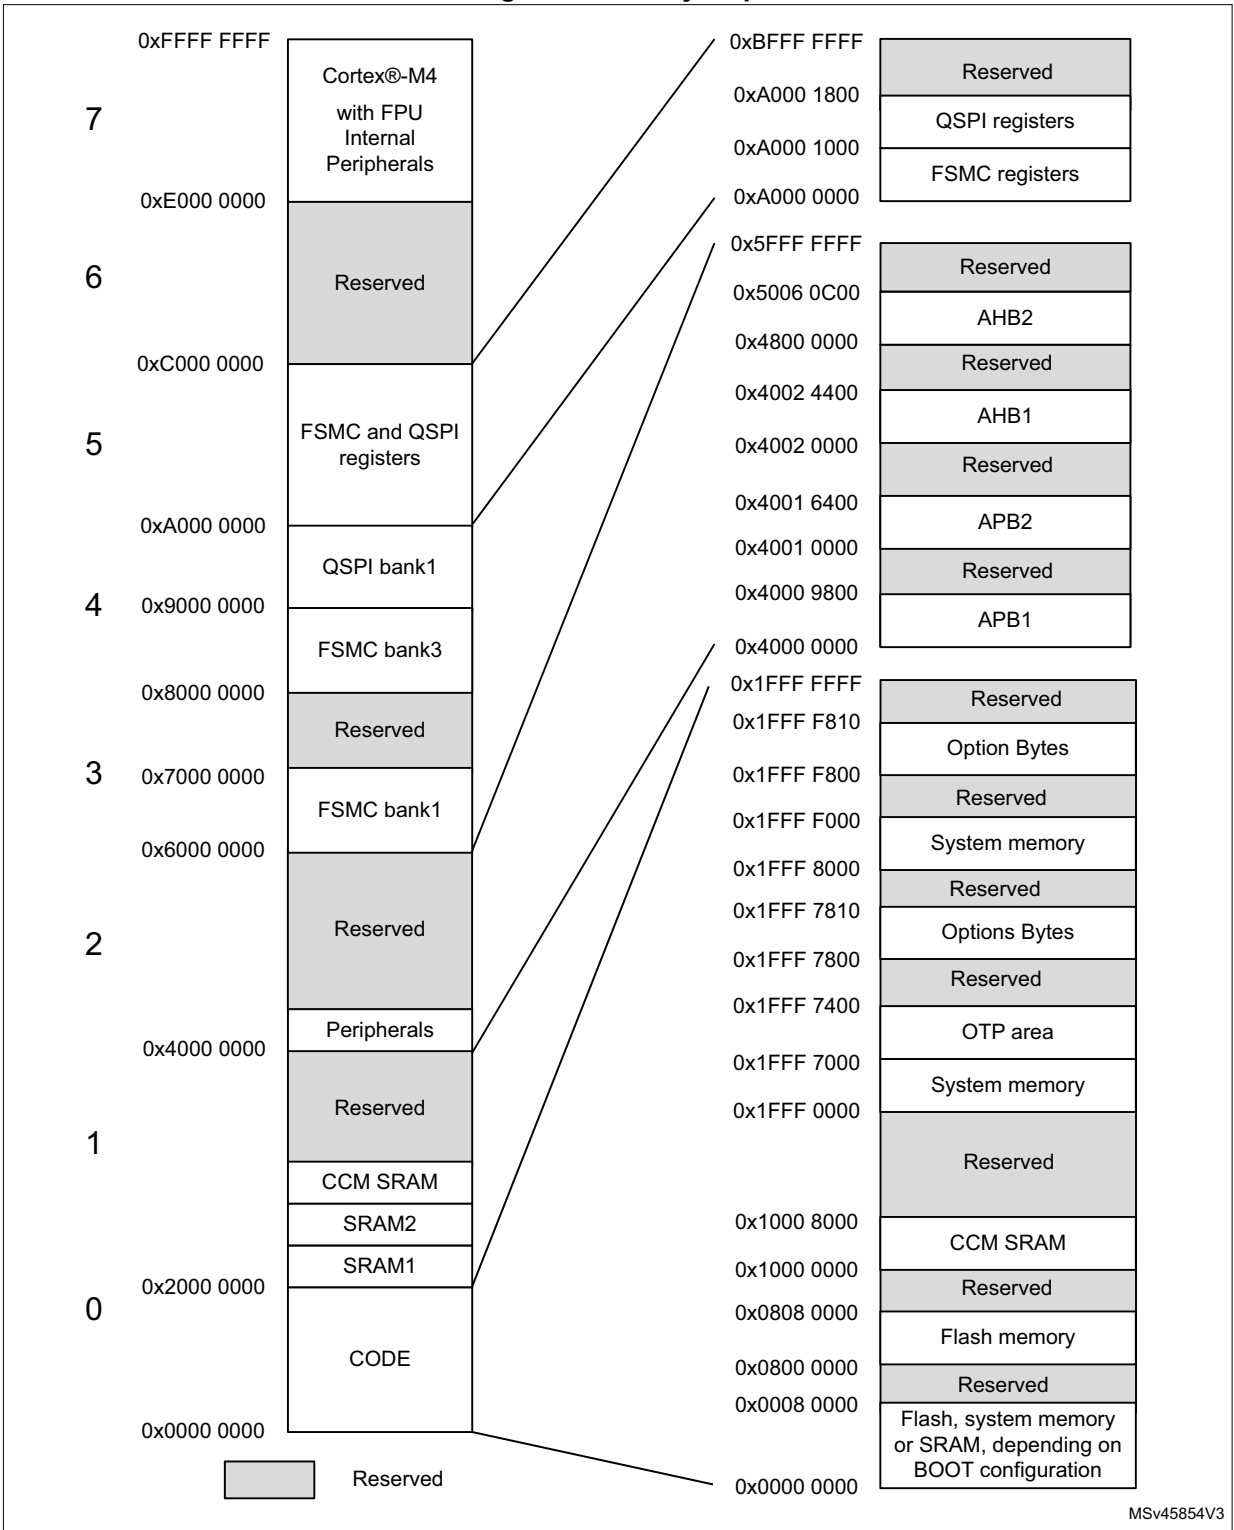 0xFFFF FFFF
Cortex®-M4
with FPU
Internal
Peripherals
7
0xE000 0000
Reserved
6
0xC000 0000
FSMC and QSPI
registers
5
0xA000 0000
QSPI bank1
4
0x9000 0000
FSMC bank3
0x8000 0000
Reserved
3
0x7000 0000
FSMC bank1
0x6000 0000
Reserved
2
Peripherals
0x4000 0000
Reserved
1
CCM SRAM
SRAM2
SRAM1
0x2000 0000
0
CODE
0x0000 0000
Reserved
0xBFFF FFFF
Reserved
0xA000 1800
QSPI registers
0xA000 1000
FSMC registers
0xA000 0000
0x5FFF FFFF
Reserved
0x5006 0C00
AHB2
0x4800 0000
Reserved
0x4002 4400
AHB1
0x4002 0000
Reserved
0x4001 6400
APB2
0x4001 0000
Reserved
0x4000 9800
APB1
0x4000 0000
0x1FFF FFFF
Reserved
0x1FFF F810
Option Bytes
0x1FFF F800
Reserved
0x1FFF F000
System memory
0x1FFF 8000
Reserved
0x1FFF 7810
Options Bytes
0x1FFF 7800
Reserved
0x1FFF 7400
OTP area
0x1FFF 7000
System memory
0x1FFF 0000
Reserved
0x1000 8000
CCM SRAM
0x1000 0000
Reserved
0x0808 0000
Flash memory
0x0800 0000
Reserved
0x0008 0000
Flash, system memory
or SRAM, depending on
BOOT configuration
0x0000 0000
MSv45854V3